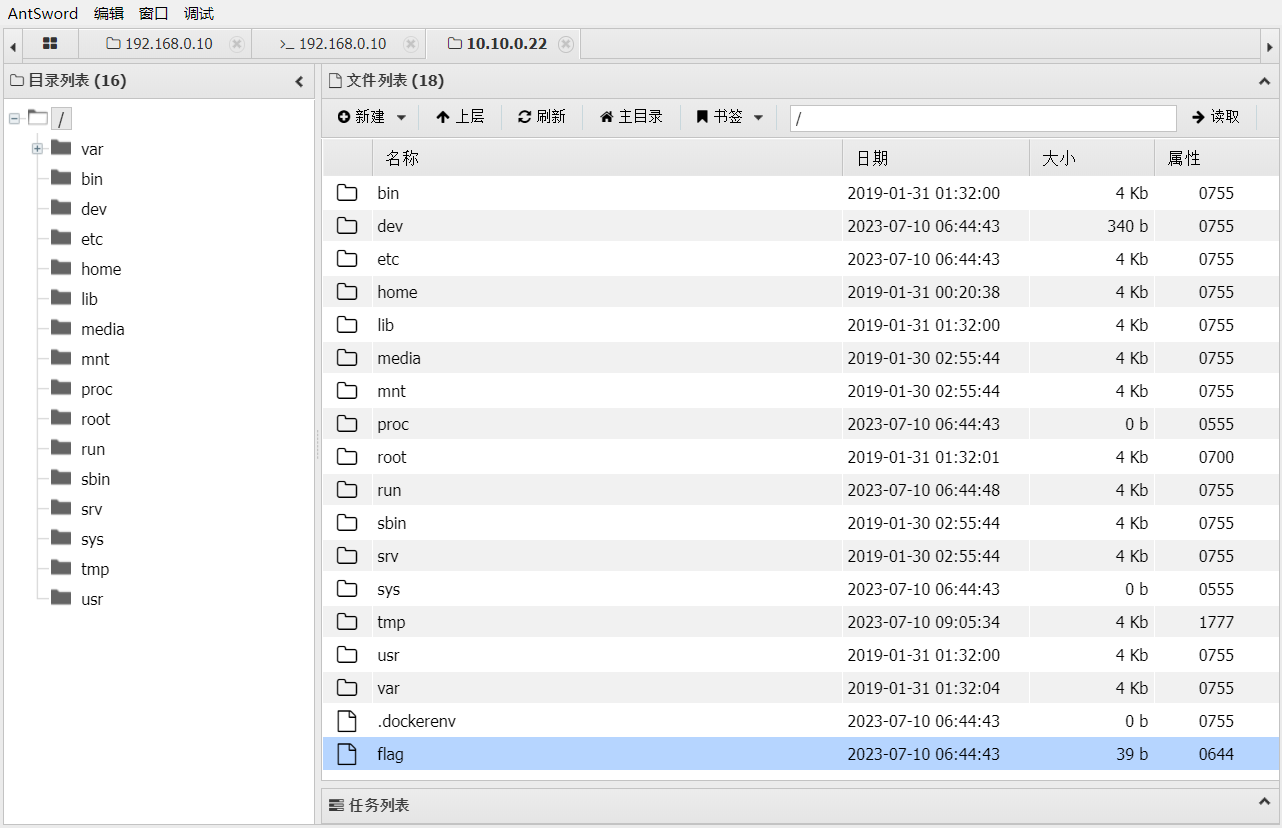 AntSword 编辑 窗口 调试
192.168.0.10 >_ 192.168.0.10 10.10.0.22
目录列表 (16)
/
var
bin
dev
etc
home
lib
media
mnt
proc
root
run
sbin
srv
sys
tmp
usr
文件列表 (18)
新建 上层 刷新 主目录 书签 / 读取
名称 日期 大小 属性
bin 2019-01-31 01:32:00 4 Kb 0755
dev 2023-07-10 06:44:43 340 b 0755
etc 2023-07-10 06:44:43 4 Kb 0755
home 2019-01-31 00:20:38 4 Kb 0755
lib 2019-01-31 01:32:00 4 Kb 0755
media 2019-01-30 02:55:44 4 Kb 0755
mnt 2019-01-30 02:55:44 4 Kb 0755
proc 2023-07-10 06:44:43 0 b 0555
root 2019-01-31 01:32:01 4 Kb 0700
run 2023-07-10 06:44:48 4 Kb 0755
sbin 2019-01-30 02:55:44 4 Kb 0755
srv 2019-01-30 02:55:44 4 Kb 0755
sys 2023-07-10 06:44:43 0 b 0555
tmp 2023-07-10 09:05:34 4 Kb 1777
usr 2019-01-31 01:32:00 4 Kb 0755
var 2019-01-31 01:32:04 4 Kb 0755
.dockerenv 2023-07-10 06:44:43 0 b 0755
flag 2023-07-10 06:44:43 39 b 0644
任务列表